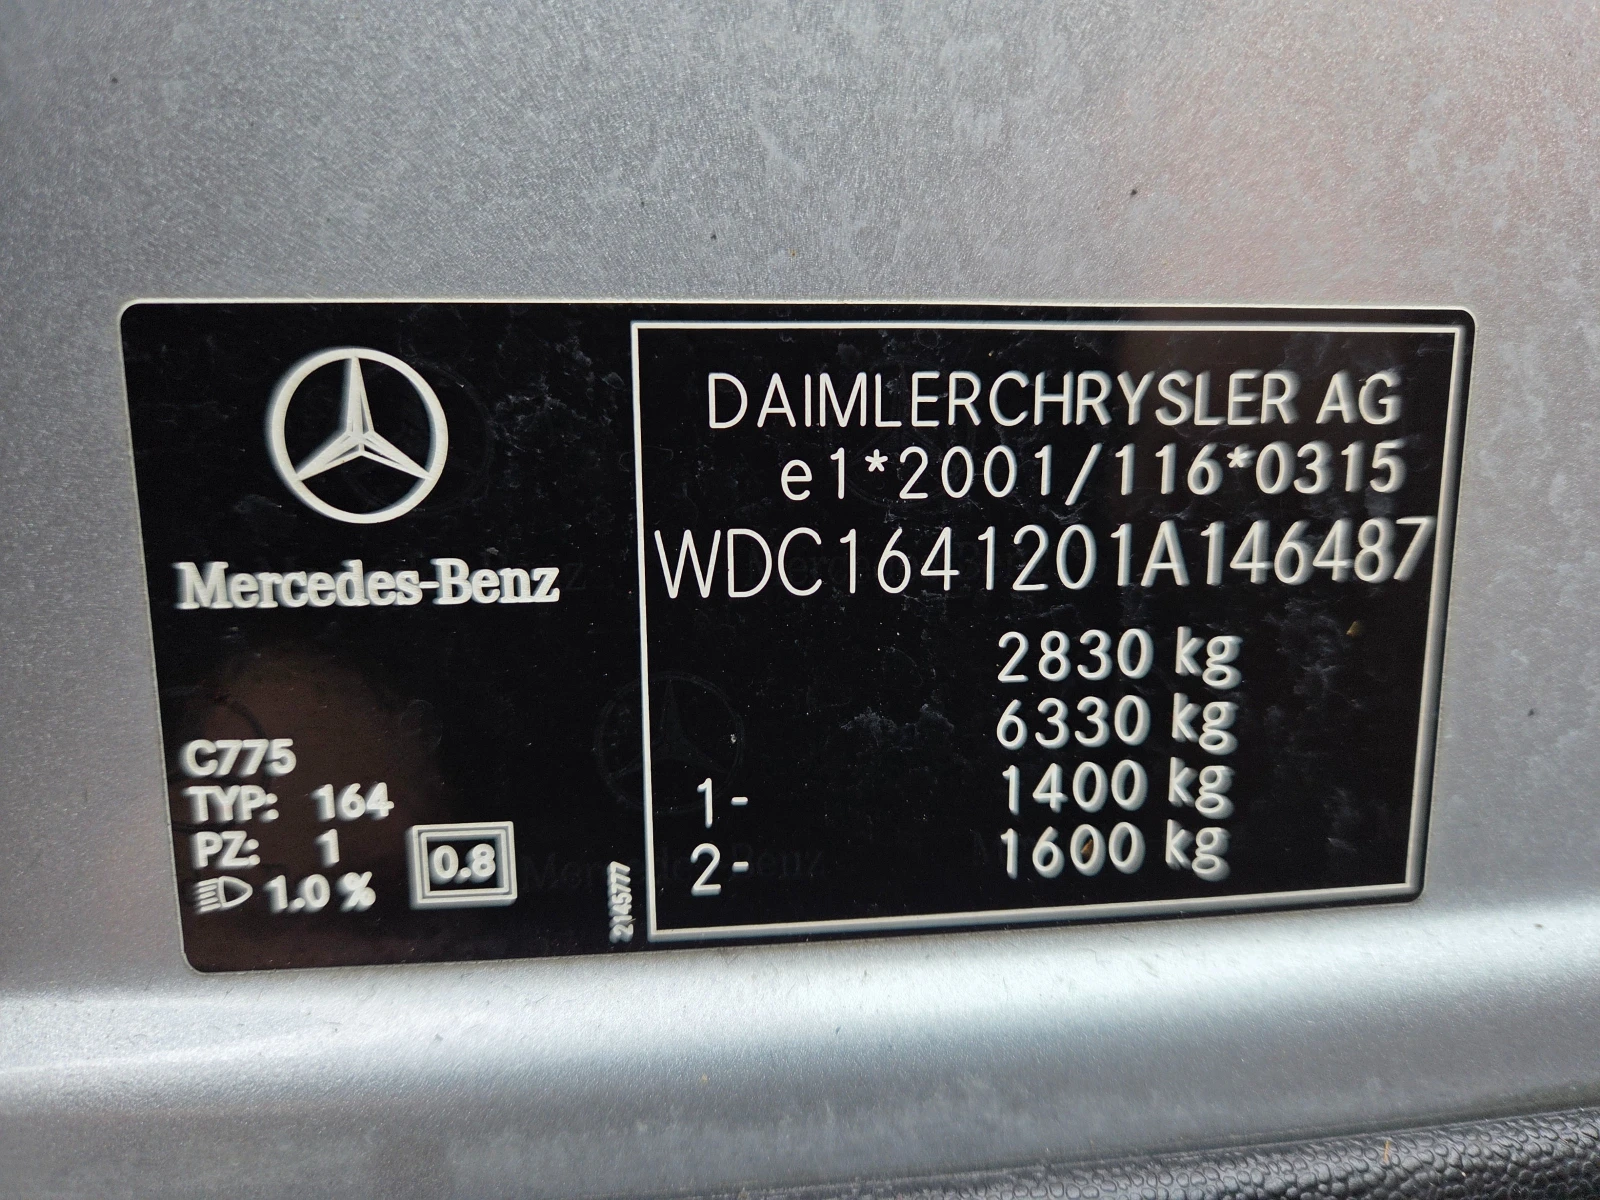 Mercedes-Benz
C775
TYP: 164
PZ: 1
1.0 %
0.8
2145777
DAIMLERCHRYSLER AG
e1*2001/116*0315
WDC1641201A146487
2830 kg
6330 kg
1- 1400 kg
2- 1600 kg